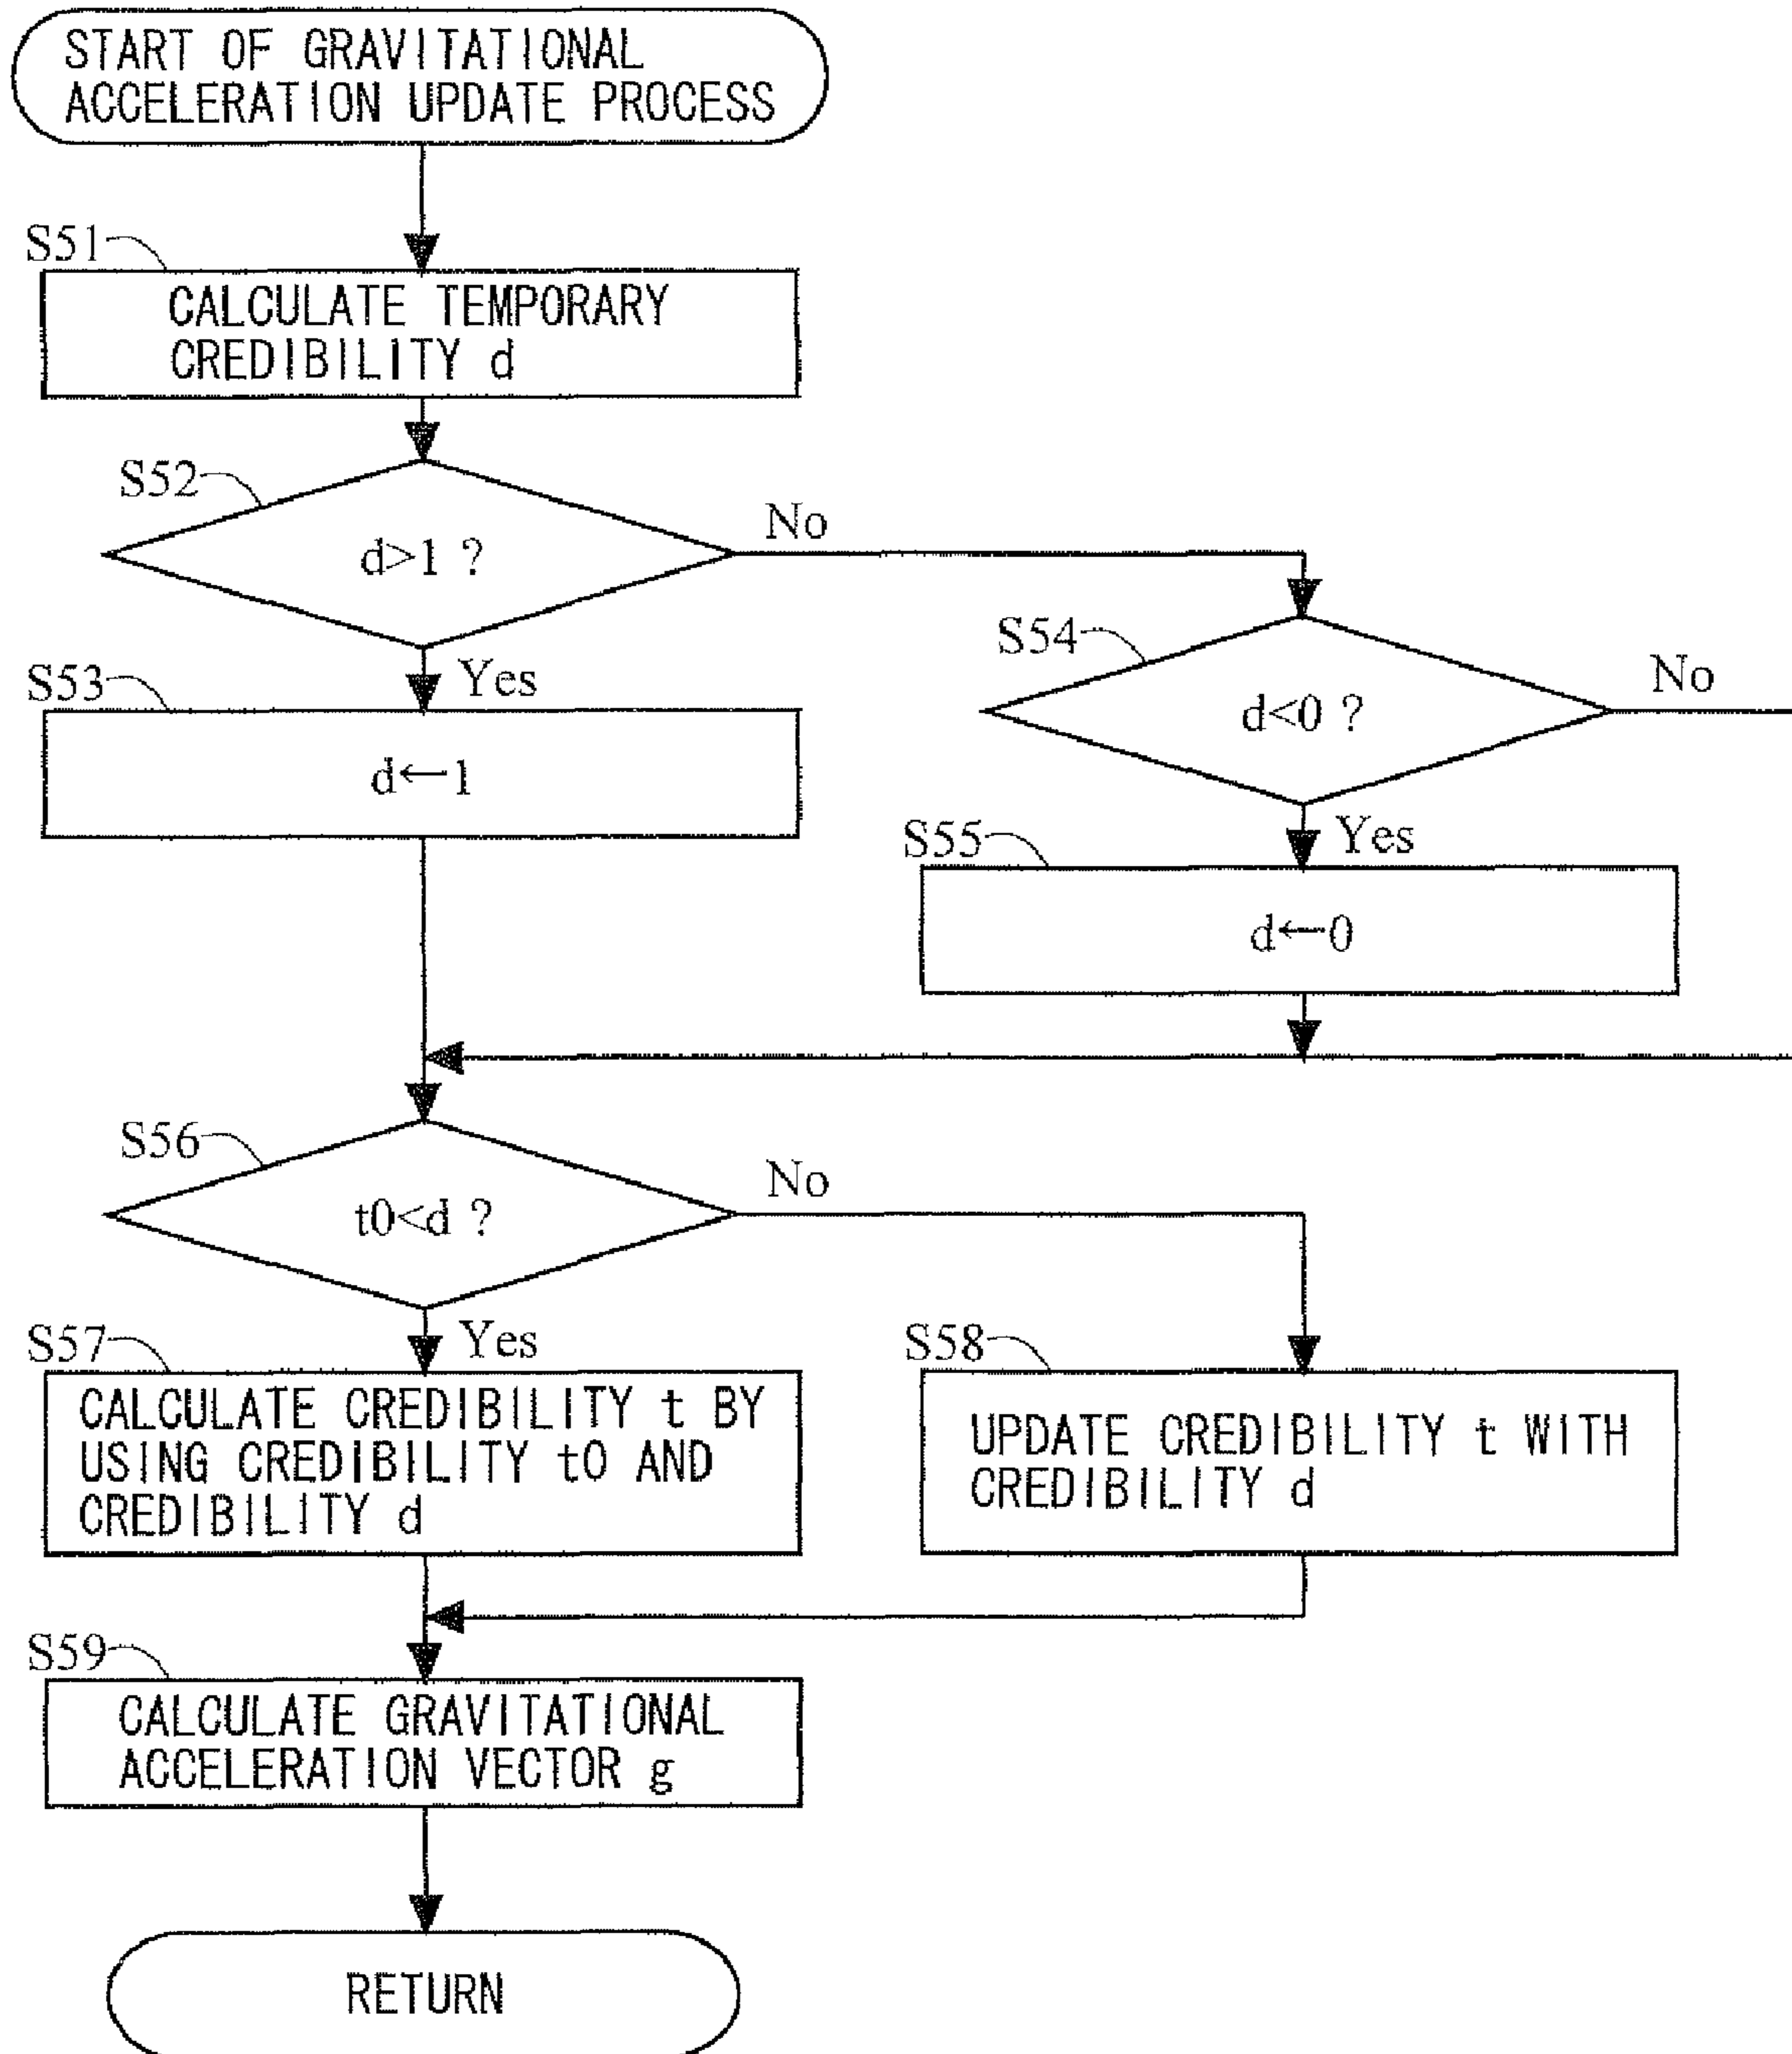 START OF GRAVITATIONAL
ACCELERATION UPDATE PROCESS
S51
CALCULATE TEMPORARY
CREDIBILITY d
S52
d>1 ?
No
Yes
S53
d←1
S54
d<0 ?
No
Yes
S55
d←0
S56
t0<d ?
No
Yes
S57
CALCULATE CREDIBILITY t BY
USING CREDIBILITY t0 AND
CREDIBILITY d
S58
UPDATE CREDIBILITY t WITH
CREDIBILITY d
S59
CALCULATE GRAVITATIONAL
ACCELERATION VECTOR g
RETURN